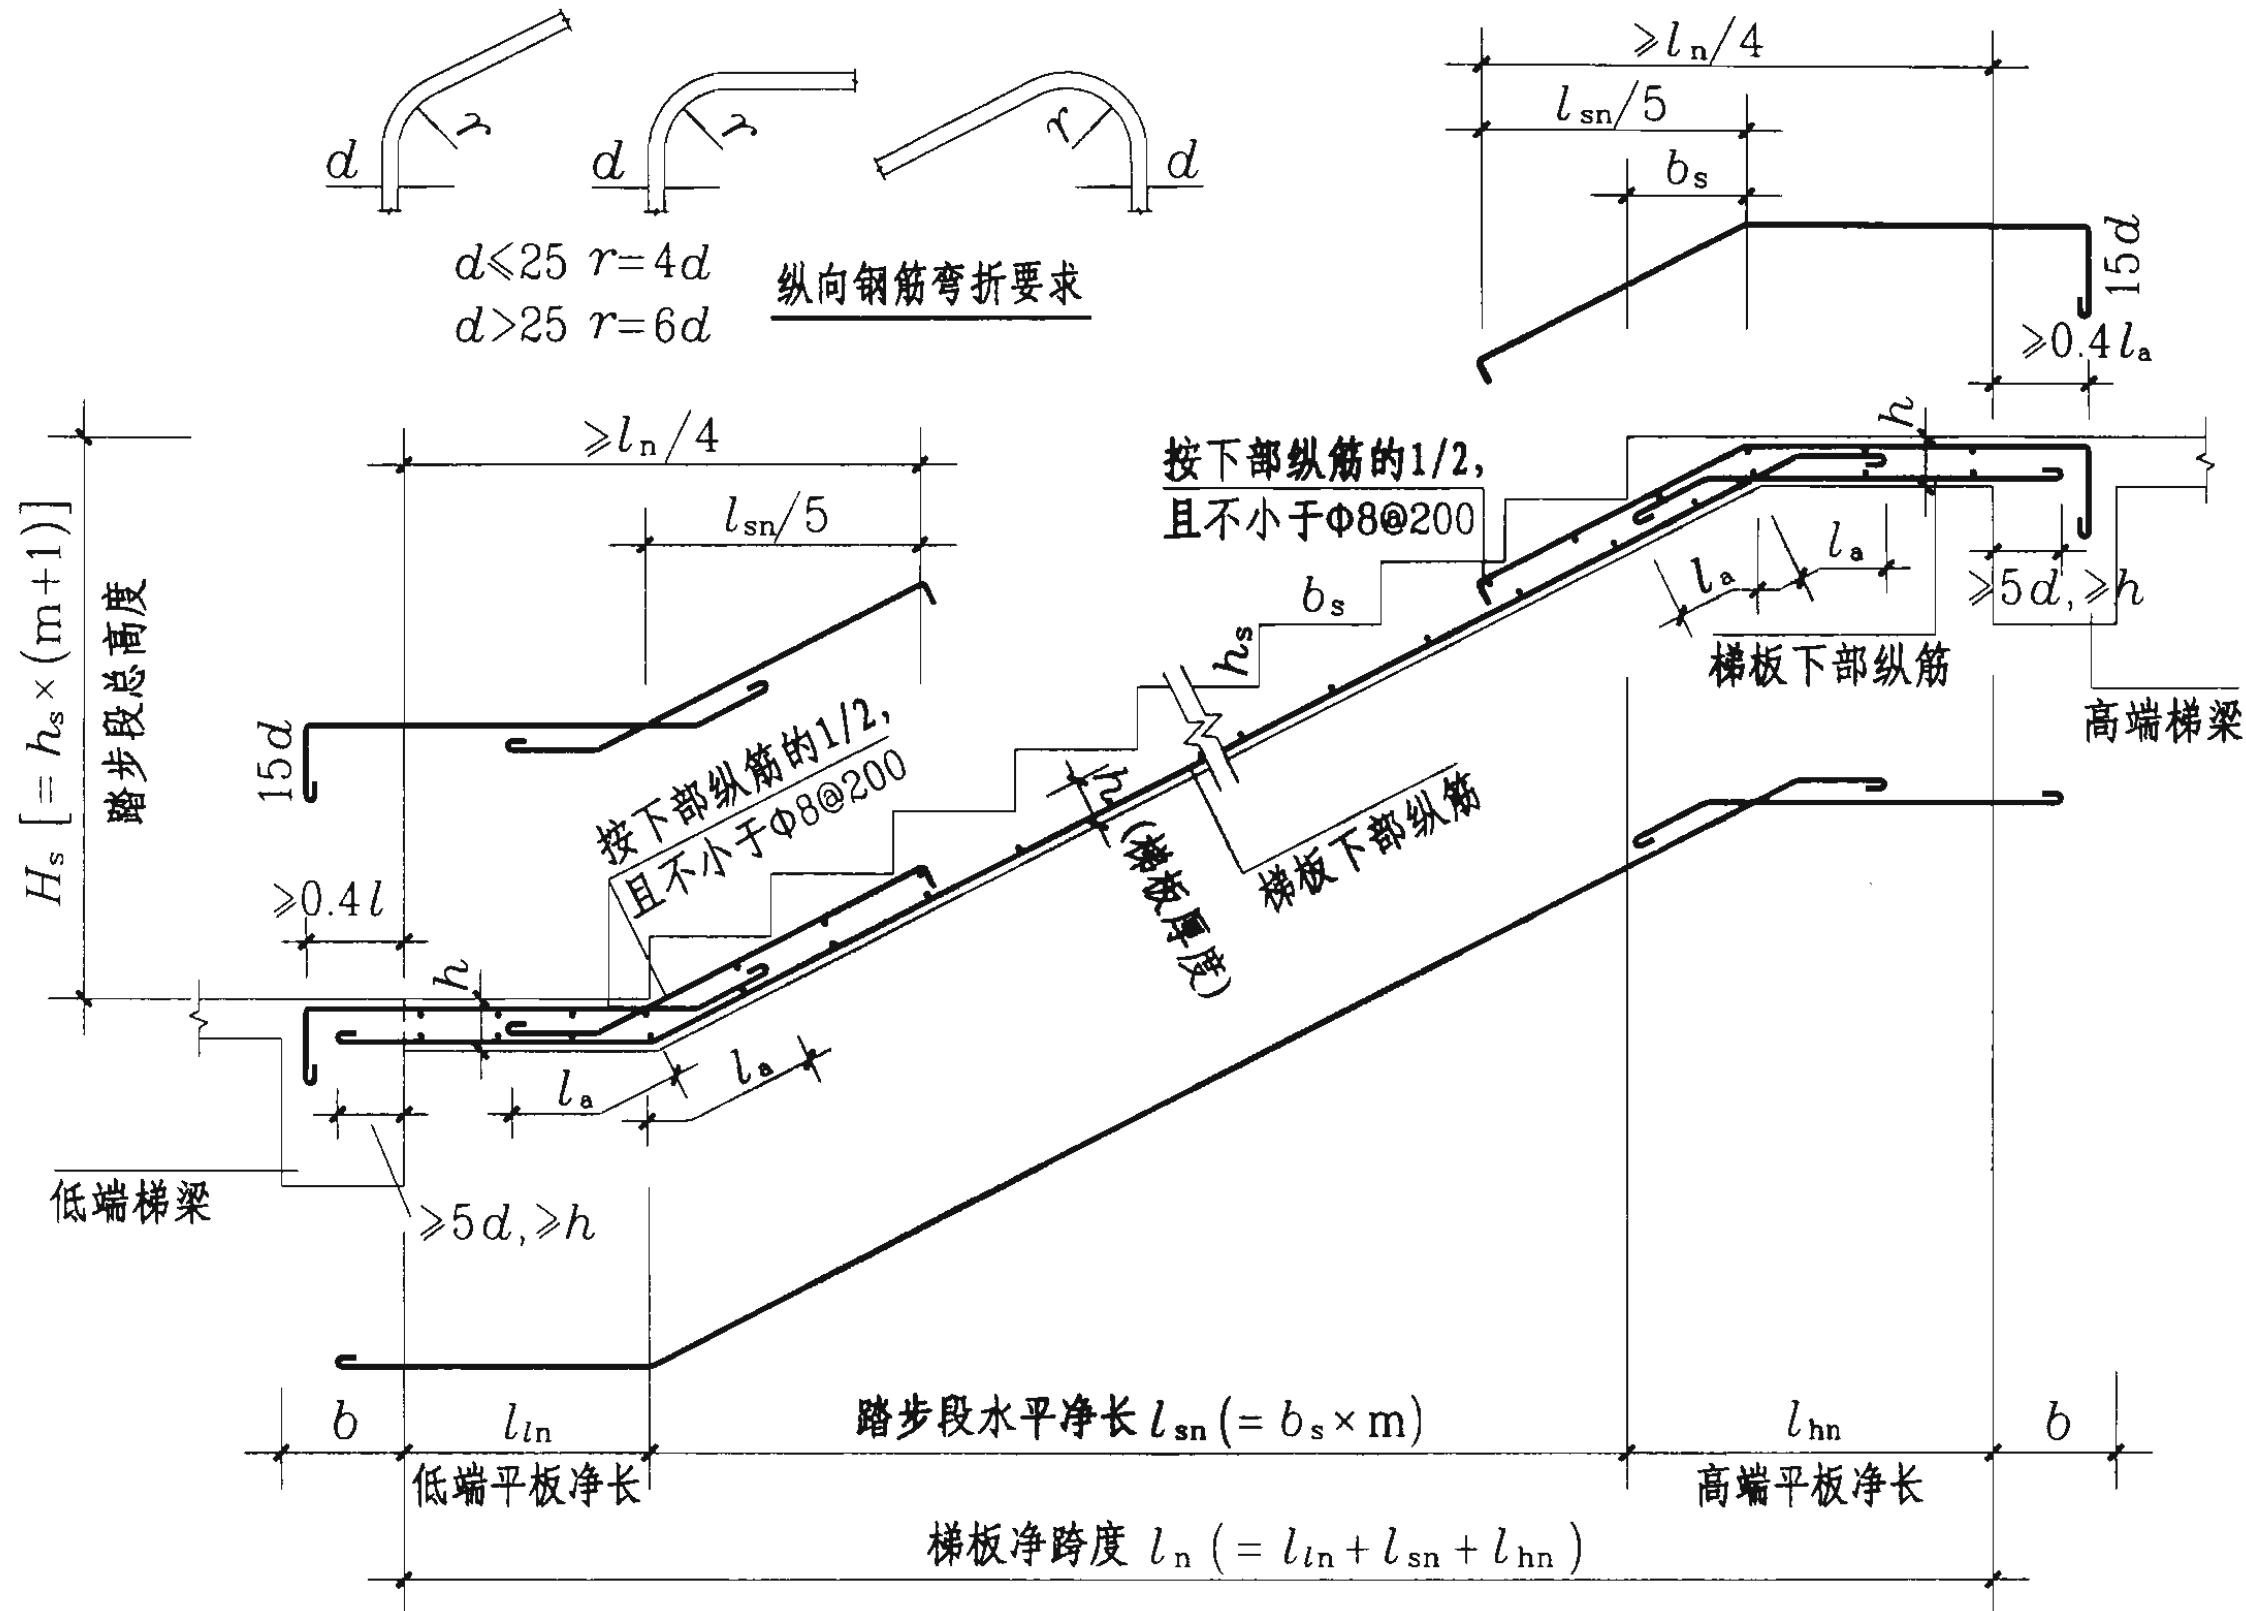 d
r
d
r
r
d
d≤25 r=4d
d>25 r=6d
纵向钢筋弯折要求
≥ln/4
lsn/5
bs
15d
≥0.4la
≥ln/4
lsn/5
15d
按下部纵筋的1/2,
且不小于Φ8@200
h
la
la
≥5d,≥h
梯板下部纵筋
高端梯梁
bs
hs
Hs[=hs×(m+1)]
踏步段总高度
按下部纵筋的1/2,
且不小于Φ8@200
h
(梯板厚度)
梯板下部纵筋
≥0.4l
h
la
la
低端梯梁
≥5d,≥h
b
lln
低端平板净长
踏步段水平净长 lsn(=bs×m)
lhn
高端平板净长
b
梯板净跨度 ln(=lln+lsn+lhn)